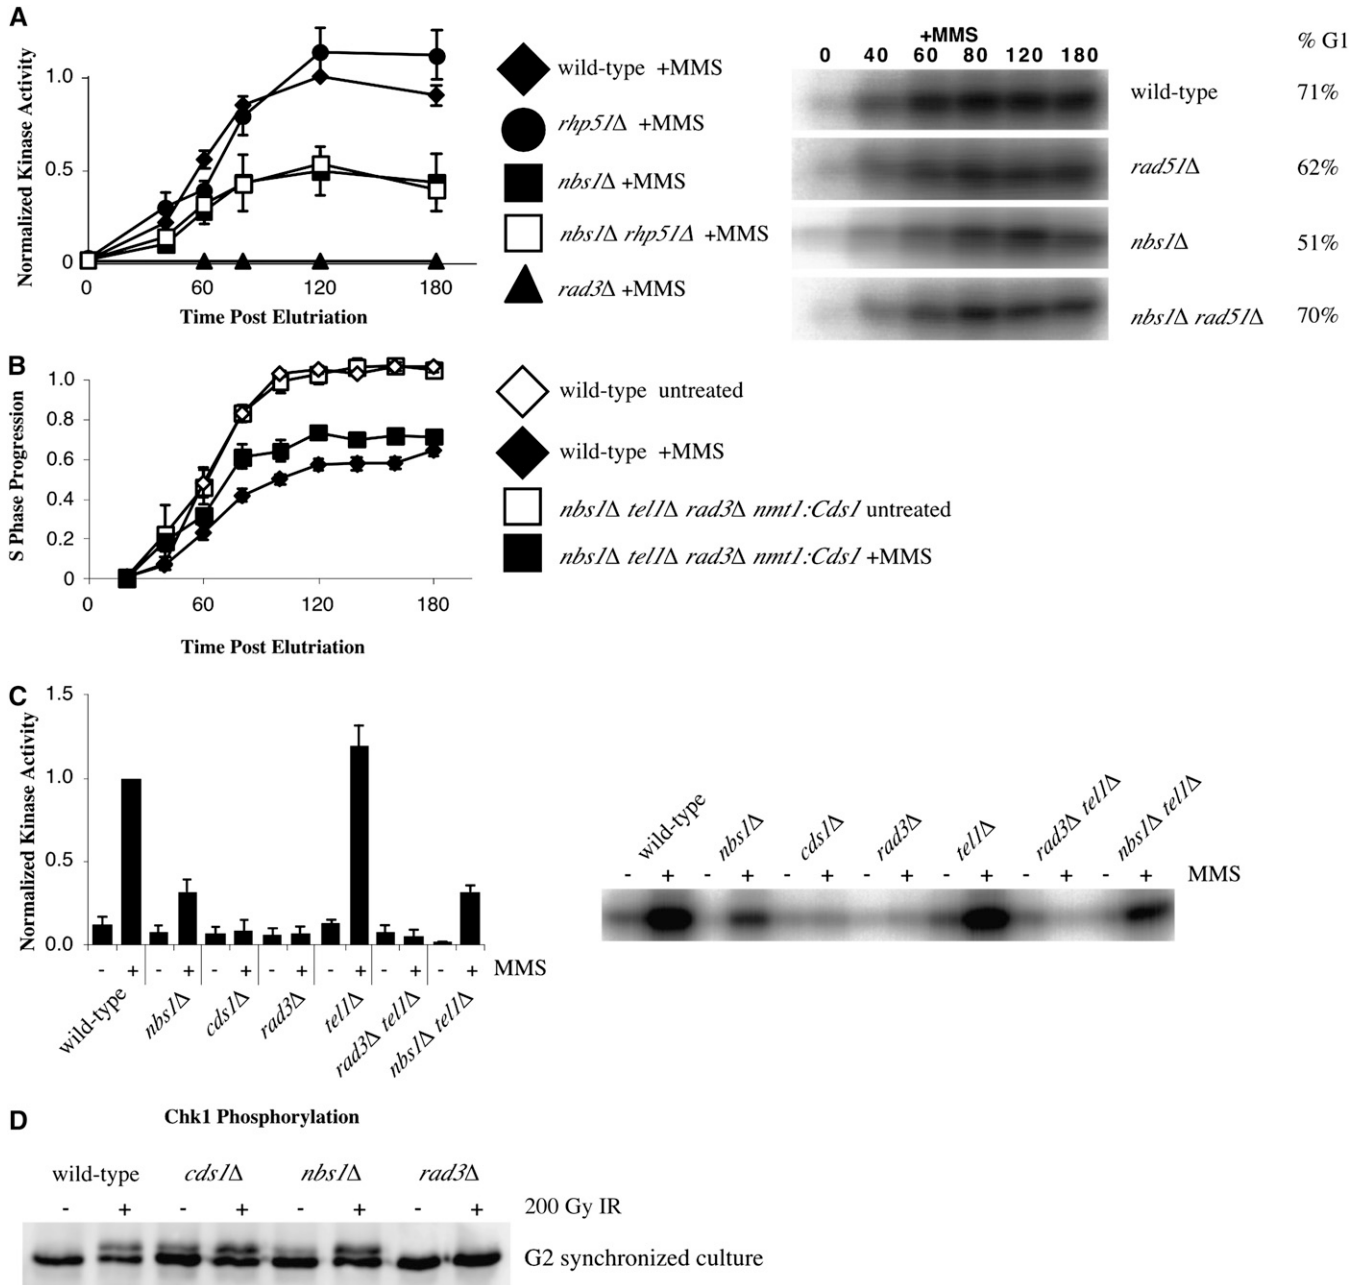 A
Normalized Kinase Activity
1.0
0.5
0
0 60 120 180
Time Post Elutriation
wild-type +MMS
rhp51Δ +MMS
nbs1Δ +MMS
nbs1Δ rhp51Δ +MMS
rad3Δ +MMS
+MMS
0 40 60 80 120 180
% G1
wild-type 71%
rad51Δ 62%
nbs1Δ 51%
nbs1Δ rad51Δ 70%
B
S Phase Progression
1.0
0.8
0.6
0.4
0.2
0
0 60 120 180
Time Post Elutriation
wild-type untreated
wild-type +MMS
nbs1Δ tel1Δ rad3Δ nmt1:Cds1 untreated
nbs1Δ tel1Δ rad3Δ nmt1:Cds1 +MMS
C
Normalized Kinase Activity
1.5
1.0
0.5
0.0
- + - + - + - + - + - + - + MMS
wild-type
nbs1Δ
cds1Δ
rad3Δ
tel1Δ
rad3Δ tel1Δ
nbs1Δ tel1Δ
wild-type
nbs1Δ
cds1Δ
rad3Δ
tel1Δ
rad3Δ tel1Δ
nbs1Δ tel1Δ
- + - + - + - + - + - + - + MMS
D
Chk1 Phosphorylation
wild-type cds1Δ nbs1Δ rad3Δ
- + - + - + - + 200 Gy IR
G2 synchronized culture